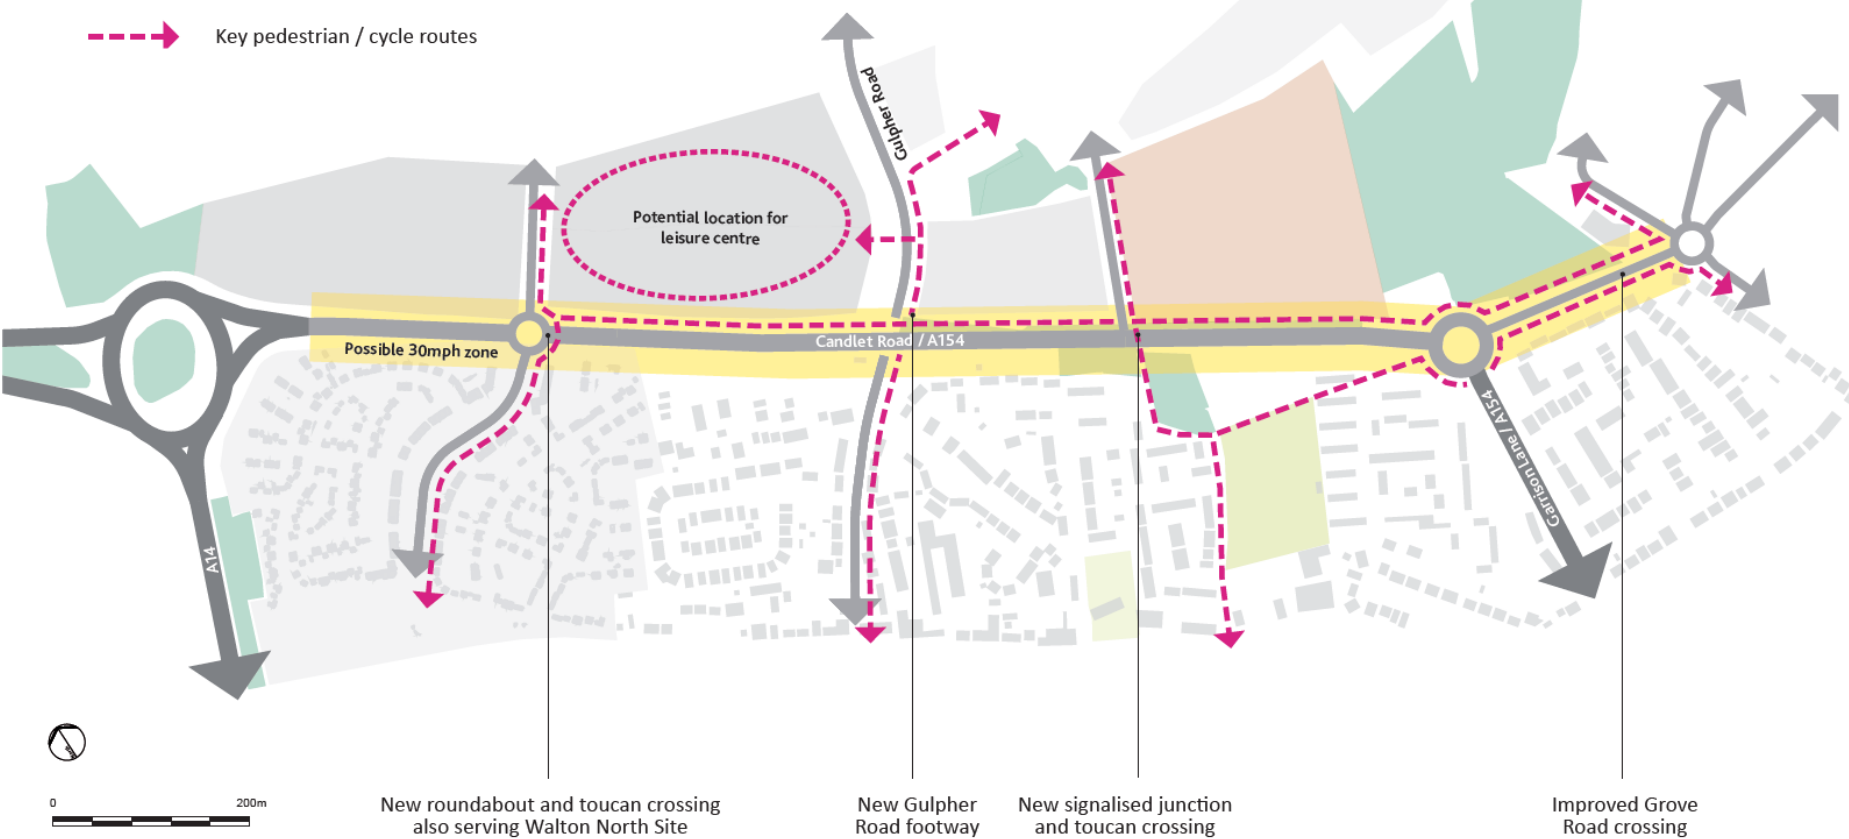 Key pedestrian / cycle routes
Gulpher Road
Potential location for
leisure centre
Possible 30mph zone
Candlet Road / A154
Garrison Lane / A154
A14
0 200m
New roundabout and toucan crossing
also serving Walton North Site
New Gulpher
Road footway
New signalised junction
and toucan crossing
Improved Grove
Road crossing